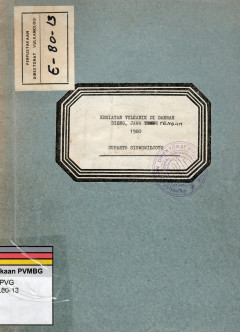 PERPUSTAKAAN
DIREKTORAT VULKANOLOGI
E-80-13
KEGIATAN VULKANIK DI DAERAH
DIENG, JAWA TENGAH
1980
SUPARTO SISWOWIDJOYO
kaan PVMBG
PVG
.80-13